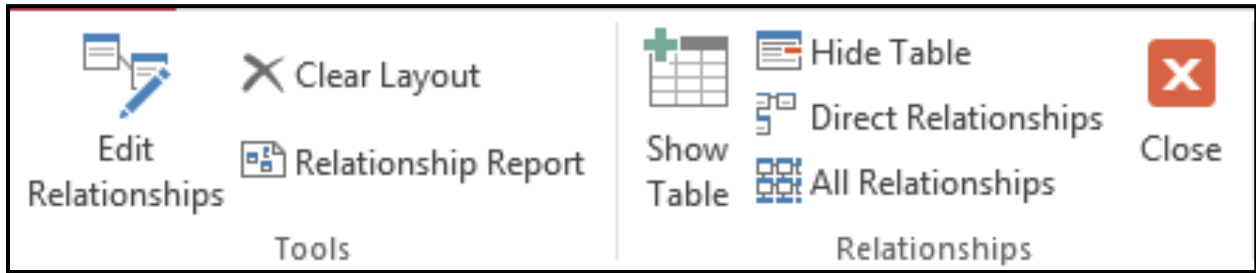 Edit
Relationships
Clear Layout
Relationship Report
Tools
Show
Table
Hide Table
Direct Relationships
All Relationships
Close
Relationships